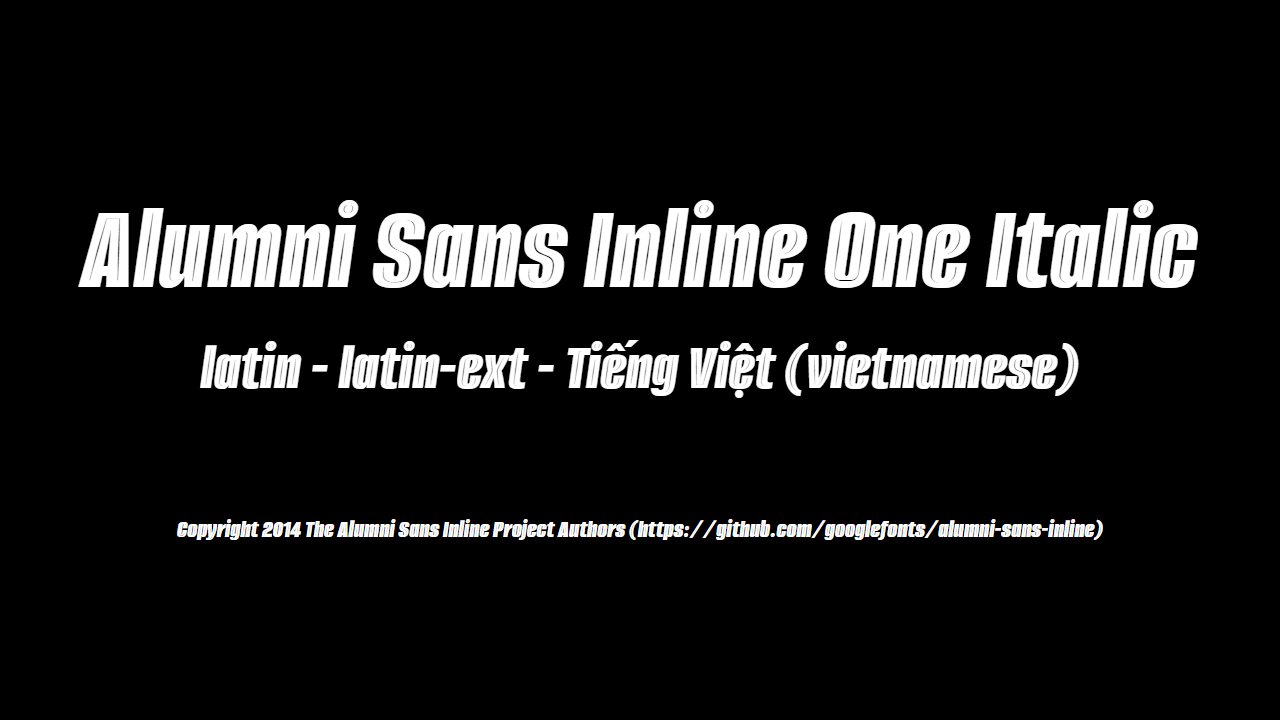 Alumni Sans Inline One Italic
latin - latin-ext - Tiếng Việt (vietnamese)
Copyright 2014 The Alumni Sans Inline Project Authors (https://github.com/googlefonts/alumni-sans-inline)